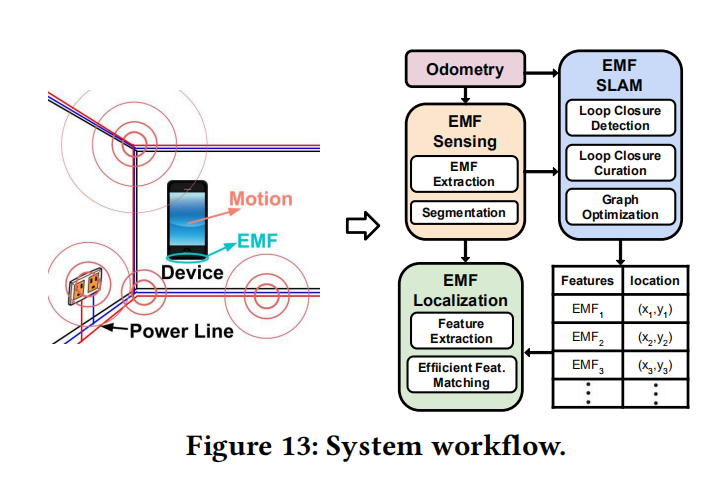 Motion
EMF
Device
Power Line
Odometry
EMF
Sensing
EMF
Extraction
Segmentation
EMF
SLAM
Loop Closure
Detection
Loop Closure
Curation
Graph
Optimization
EMF
Localization
Feature
Extraction
Effiicient Feat.
Matching
Features location
EMF1 (x1,y1)
EMF2 (x2,y2)
EMF3 (x3,y3)
⋮ ⋮
Figure 13: System workflow.